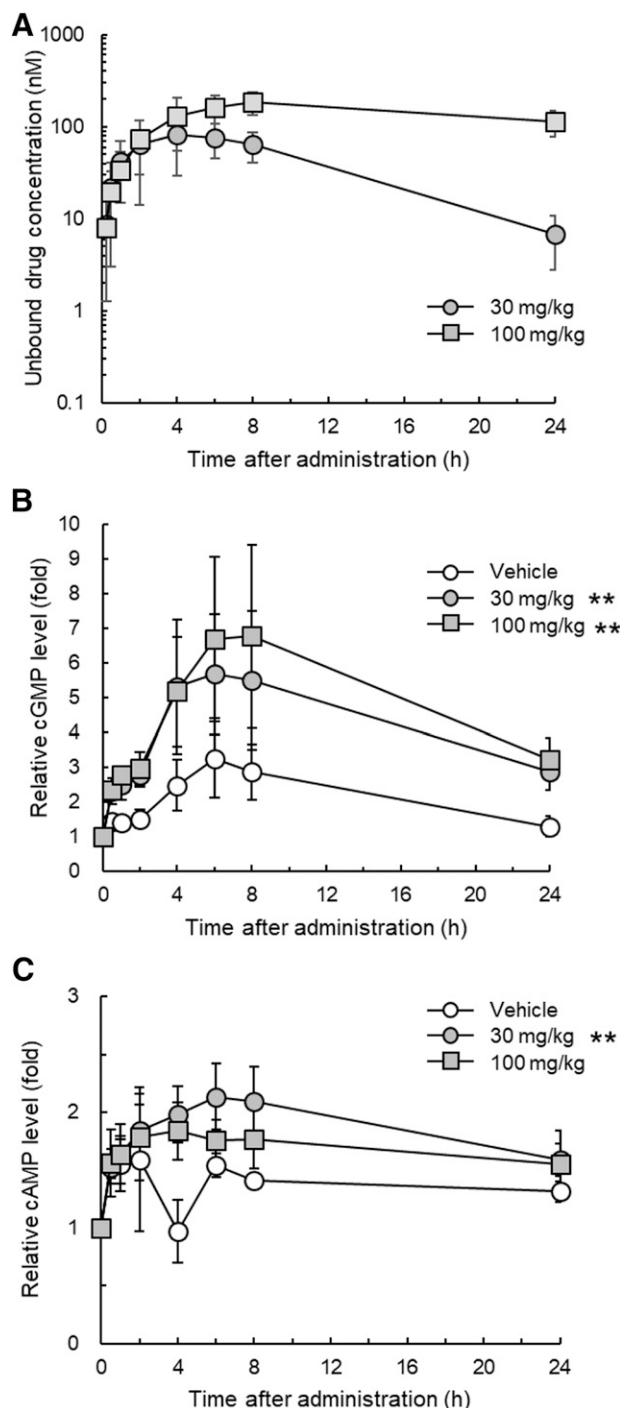 A
1000
100
10
1
0.1
Unbound drug concentration (nM)
30 mg/kg
100 mg/kg
0 4 8 12 16 20 24
Time after administration (h)
B
10
9
8
7
6
5
4
3
2
1
0
Relative cGMP level (fold)
Vehicle
30 mg/kg **
100 mg/kg **
0 4 8 12 16 20 24
Time after administration (h)
C
3
2
1
0
Relative cAMP level (fold)
Vehicle
30 mg/kg **
100 mg/kg
0 4 8 12 16 20 24
Time after administration (h)